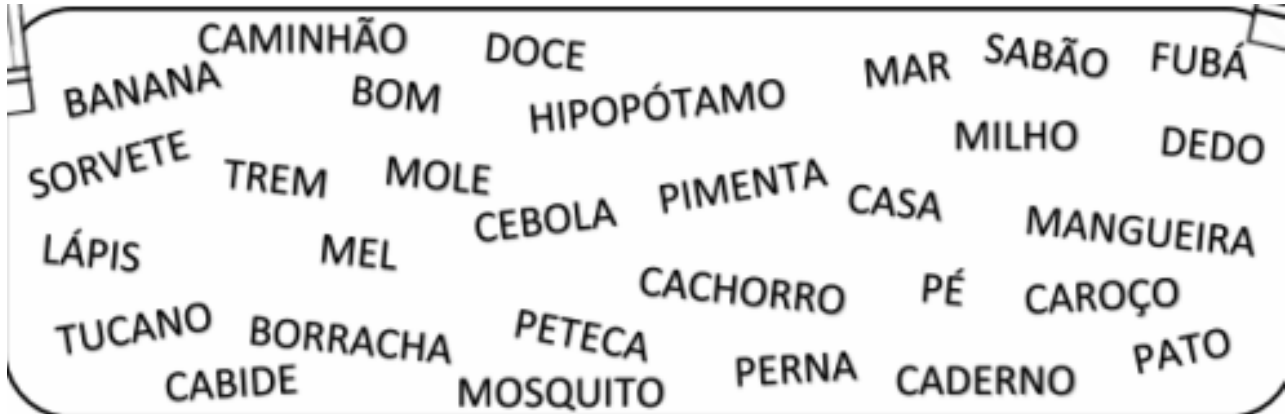 CAMINHÃO DOCE MAR SABÃO FUBÁ
BANANA BOM HIPOPÓTAMO
MILHO DEDO
SORVETE TREM MOLE PIMENTA CASA
CEBOLA MANGUEIRA
LÁPIS MEL
CACHORRO PÉ CAROÇO
TUCANO BORRACHA PETECA PATO
CABIDE MOSQUITO PERNA CADERNO